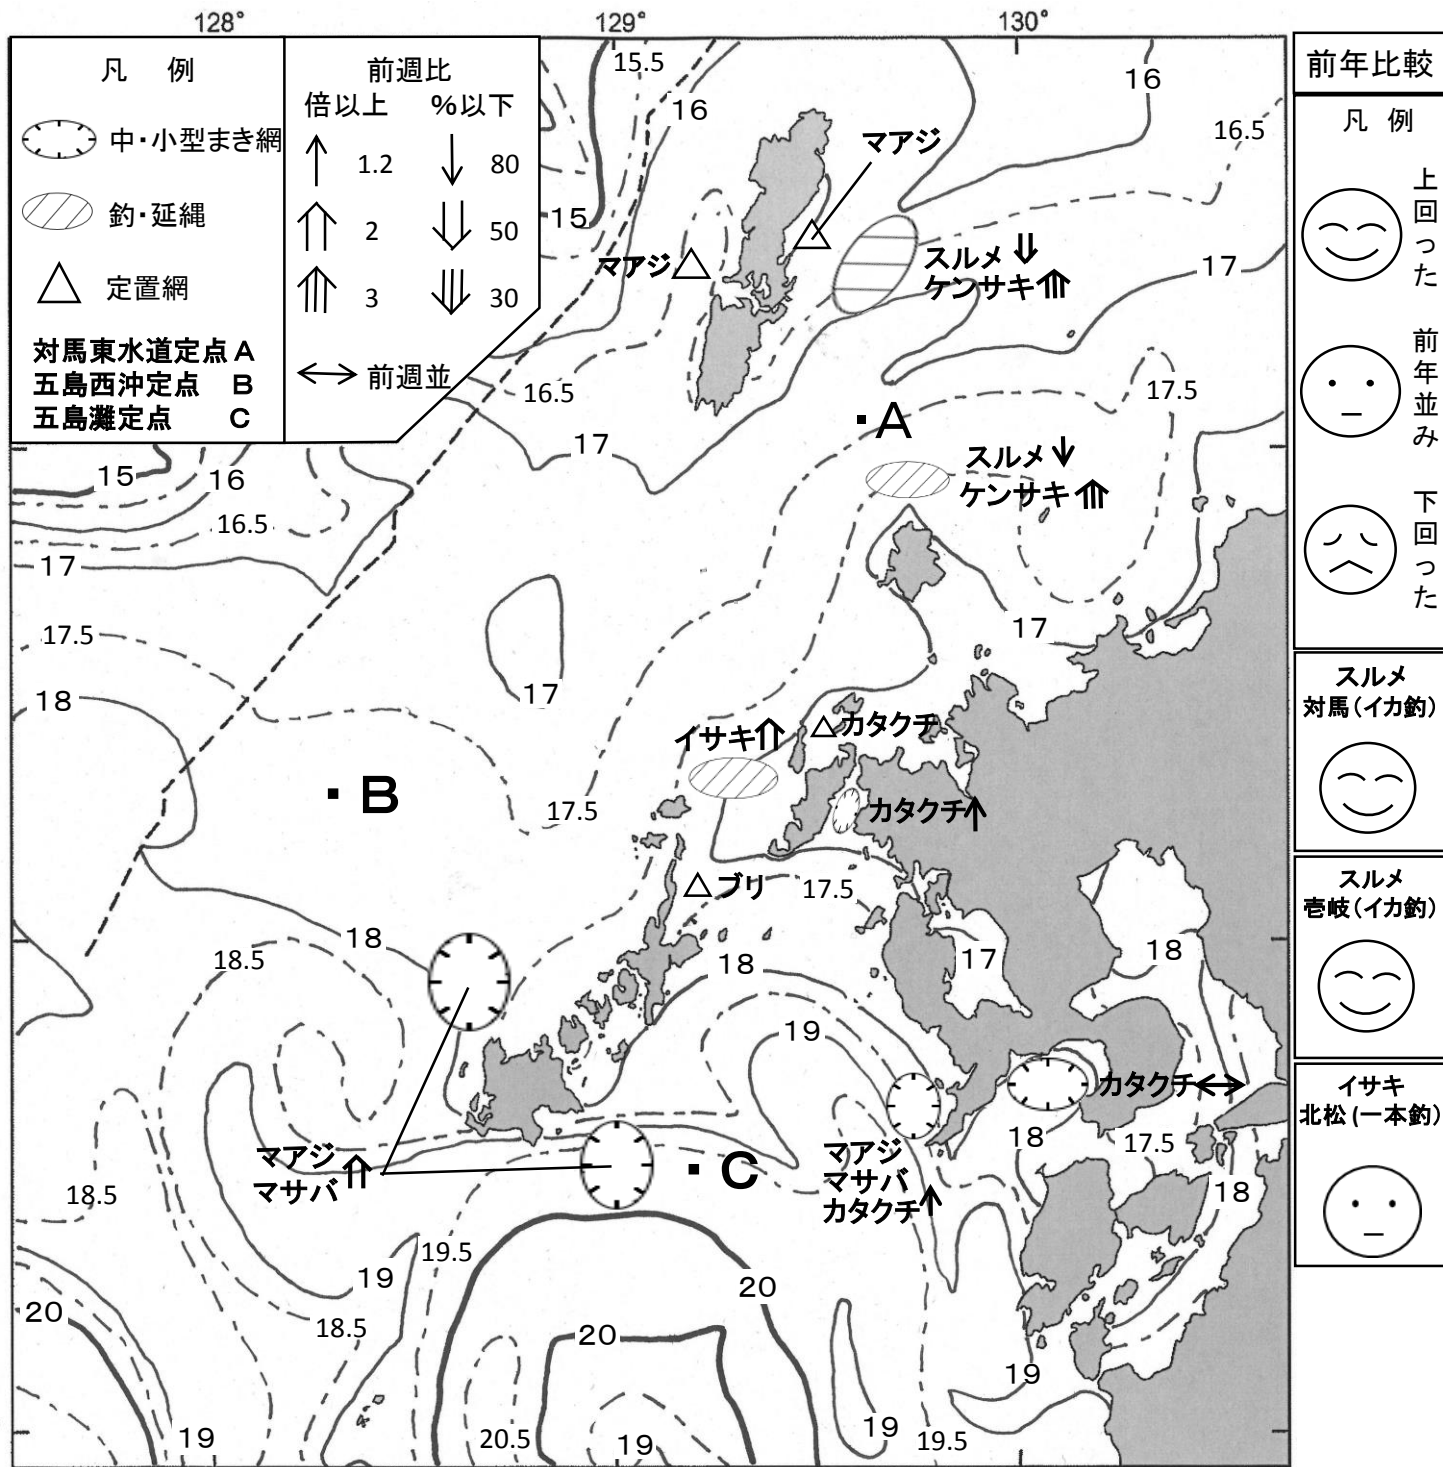 128°
129°
130°
凡 例
中・小型まき網
釣・延縄
定置網
対馬東水道定点 A
五島西沖定点 B
五島灘定点 C
前週比
倍以上 %以下
1.2 80
2 50
3 30
前週並
前年比較
凡 例
上回った
前年並み
下回った
スルメ
対馬(イカ釣)
スルメ
壱岐(イカ釣)
イサキ
北松(一本釣)
15.5
16
16
16.5
マアジ
15
マアジ
スルメ
ケンサキ
17
16.5
17.5
A
17
15
16
16.5
スルメ
ケンサキ
17
17.5
17
17
18
イサキ
カタクチ
B
17.5
カタクチ
ブリ
17.5
18
18.5
18
17
18
19
カタクチ
18
17.5
マアジ
マサバ
C
マアジ
マサバ
カタクチ
18.5
18
19.5
19
20
20
18.5
20
19
19
20.5
19
19
19.5